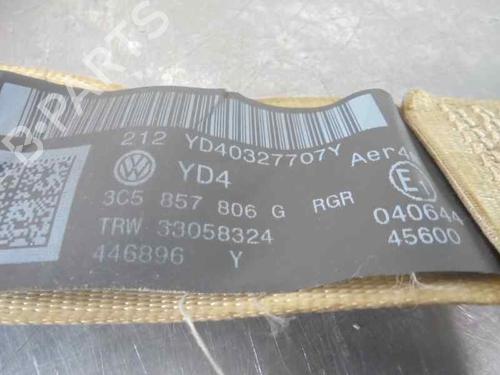 212 YD40327707Y
YD4
3C5 857 806 G RGR
TRW 33058324
446896 Y
Aer4
E1
040644
45600
B-PARTS